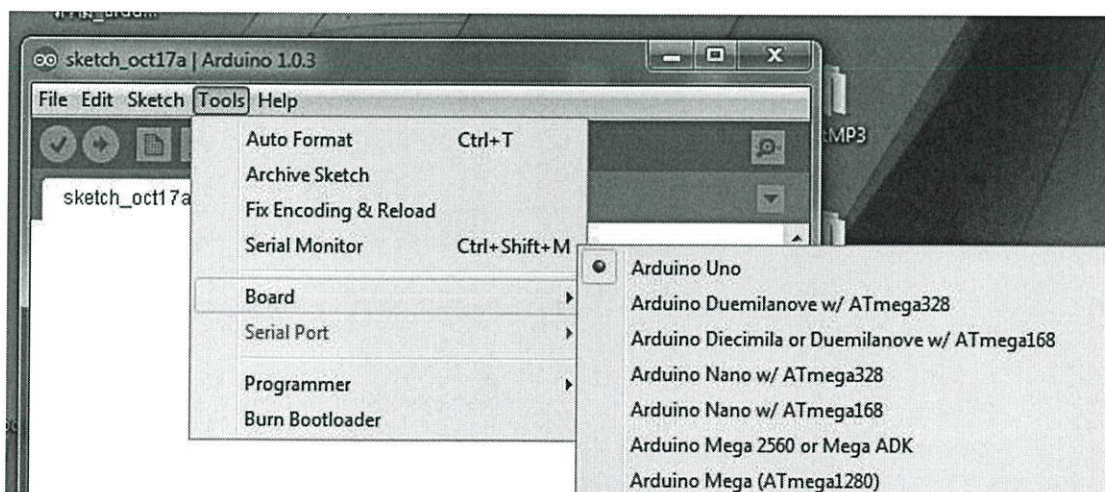 sketch_oct17a | Arduino 1.0.3
File Edit Sketch Tools Help
Auto Format Ctrl+T
Archive Sketch
sketch_oct17a
Fix Encoding & Reload
Serial Monitor Ctrl+Shift+M
Board
Serial Port
Programmer
Burn Bootloader
Arduino Uno
Arduino Duemilanove w/ ATmega328
Arduino Diecimila or Duemilanove w/ ATmega168
Arduino Nano w/ ATmega328
Arduino Nano w/ ATmega168
Arduino Mega 2560 or Mega ADK
Arduino Mega (ATmega1280)
MP3